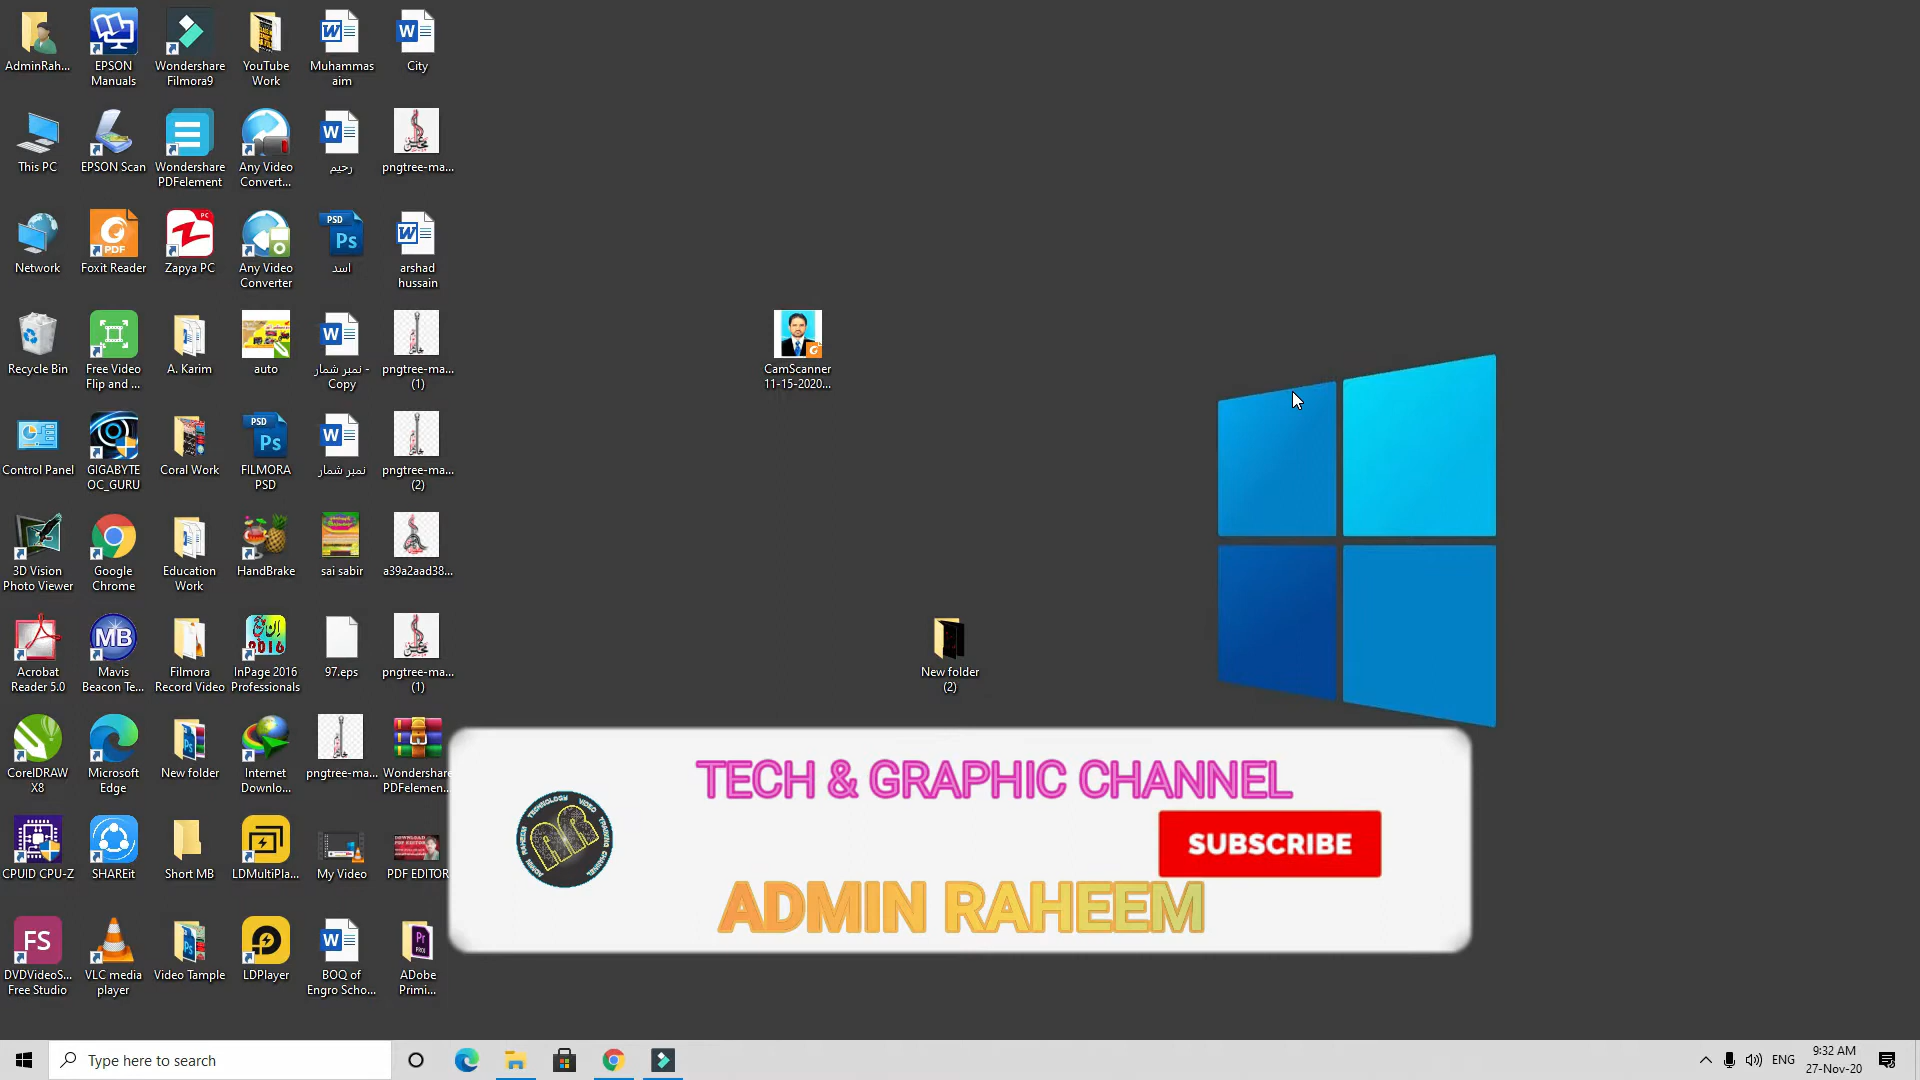 AdminRah...
EPSON
Manuals
Wondershare
Filmora9
YouTube
Work
Muhammas
aim
City
This PC
EPSON Scan
Wondershare
PDFelement
Any Video
Convert...
رحیم
pngtree-ma...
Network
Foxit Reader
Zapya PC
Any Video
Converter
اسد
arshad
hussain
Recycle Bin
Free Video
Flip and ...
A. Karim
auto
نمبر شمار -
Copy
pngtree-ma...
(1)
CamScanner
11-15-2020...
Control Panel
GIGABYTE
OC_GURU
Coral Work
FILMORA
PSD
نمبر شمار
pngtree-ma...
(2)
3D Vision
Photo Viewer
Google
Chrome
Education
Work
HandBrake
sai sabir
a39a2aad38...
Acrobat
Reader 5.0
Mavis
Beacon Te...
Filmora
Record Video
InPage 2016
Professionals
97.eps
pngtree-ma...
(1)
New folder
(2)
CorelDRAW
X8
Microsoft
Edge
New folder
Internet
Downlo...
pngtree-ma...
Wondershare
PDFelemen...
CPUID CPU-Z
SHAREit
Short MB
LDMultiPla...
My Video
PDF EDITOR
DVDVideoS...
Free Studio
VLC media
player
Video Tample
LDPlayer
BOQ of
Engro Scho...
ADobe
Primi...
TECH & GRAPHIC CHANNEL
SUBSCRIBE
ADMIN RAHEEM
Type here to search
ENG
9:32 AM
27-Nov-20